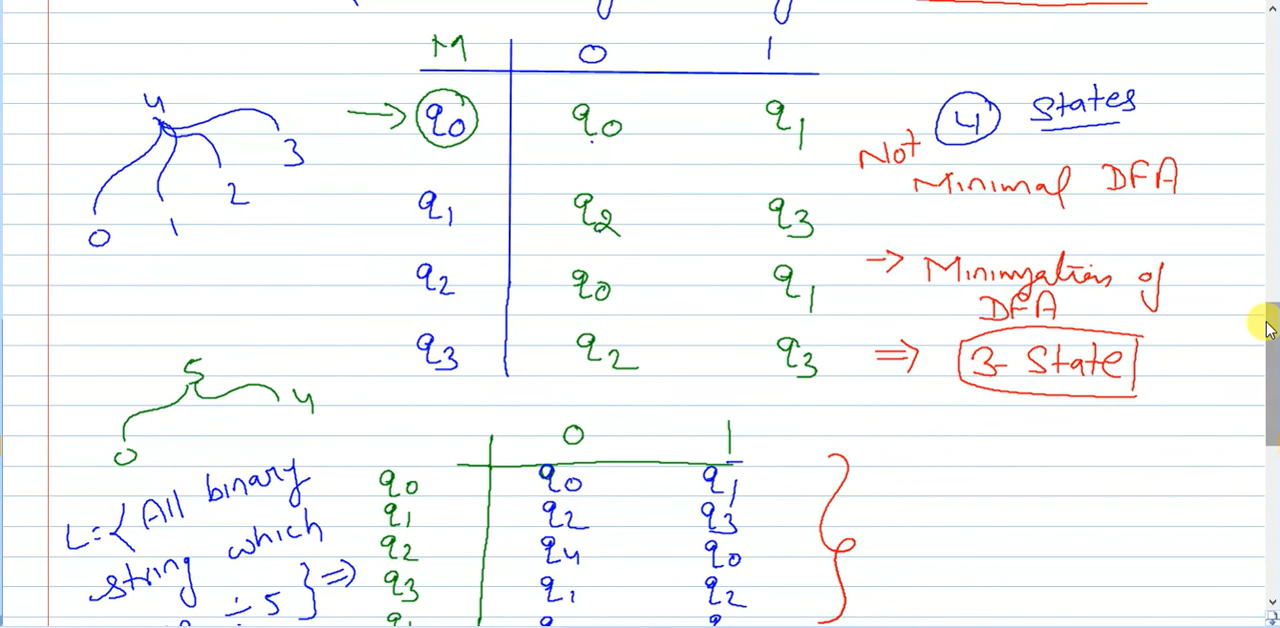 M 0 1
→ q0 q0 q1
q1 q2 q3
q2 q0 q1
q3 q2 q3
4
0 1 2 3
4 States
Not
Minimal DFA
→ Minimization of
DFA
⇒ 3- State
5
0 4
L= { All binary
string which
÷ 5 } ⇒
0 1
q0 q0 q1
q1 q2 q3
q2 q4 q0
q3 q1 q2